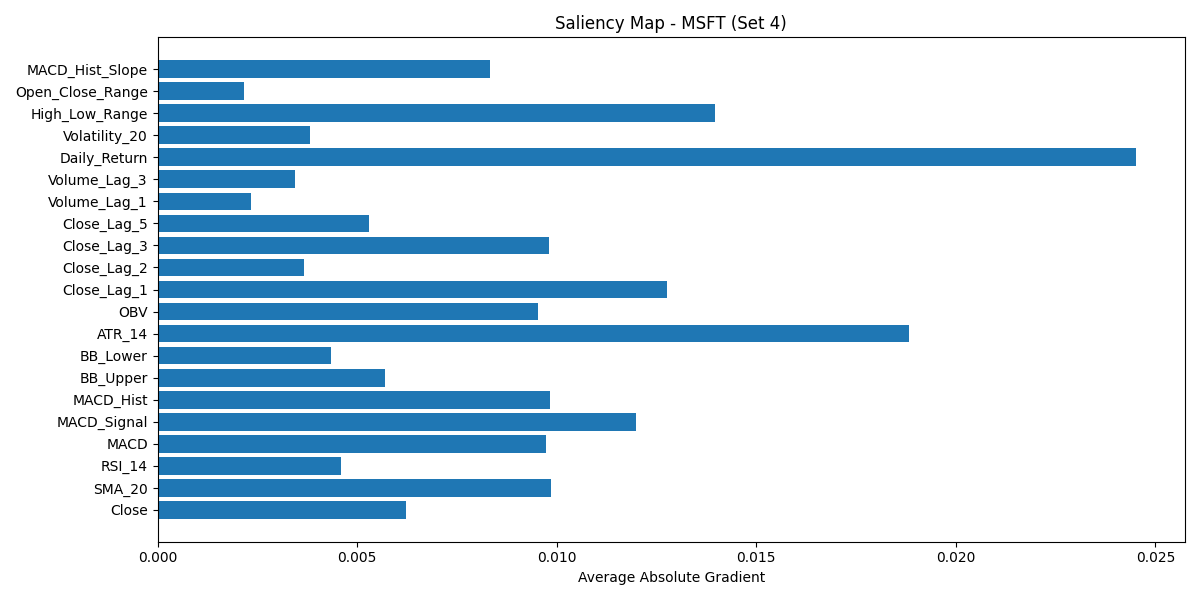 Saliency Map - MSFT (Set 4)
MACD_Hist_Slope
Open_Close_Range
High_Low_Range
Volatility_20
Daily_Return
Volume_Lag_3
Volume_Lag_1
Close_Lag_5
Close_Lag_3
Close_Lag_2
Close_Lag_1
OBV
ATR_14
BB_Lower
BB_Upper
MACD_Hist
MACD_Signal
MACD
RSI_14
SMA_20
Close
0.000 0.005 0.010 0.015 0.020 0.025
Average Absolute Gradient